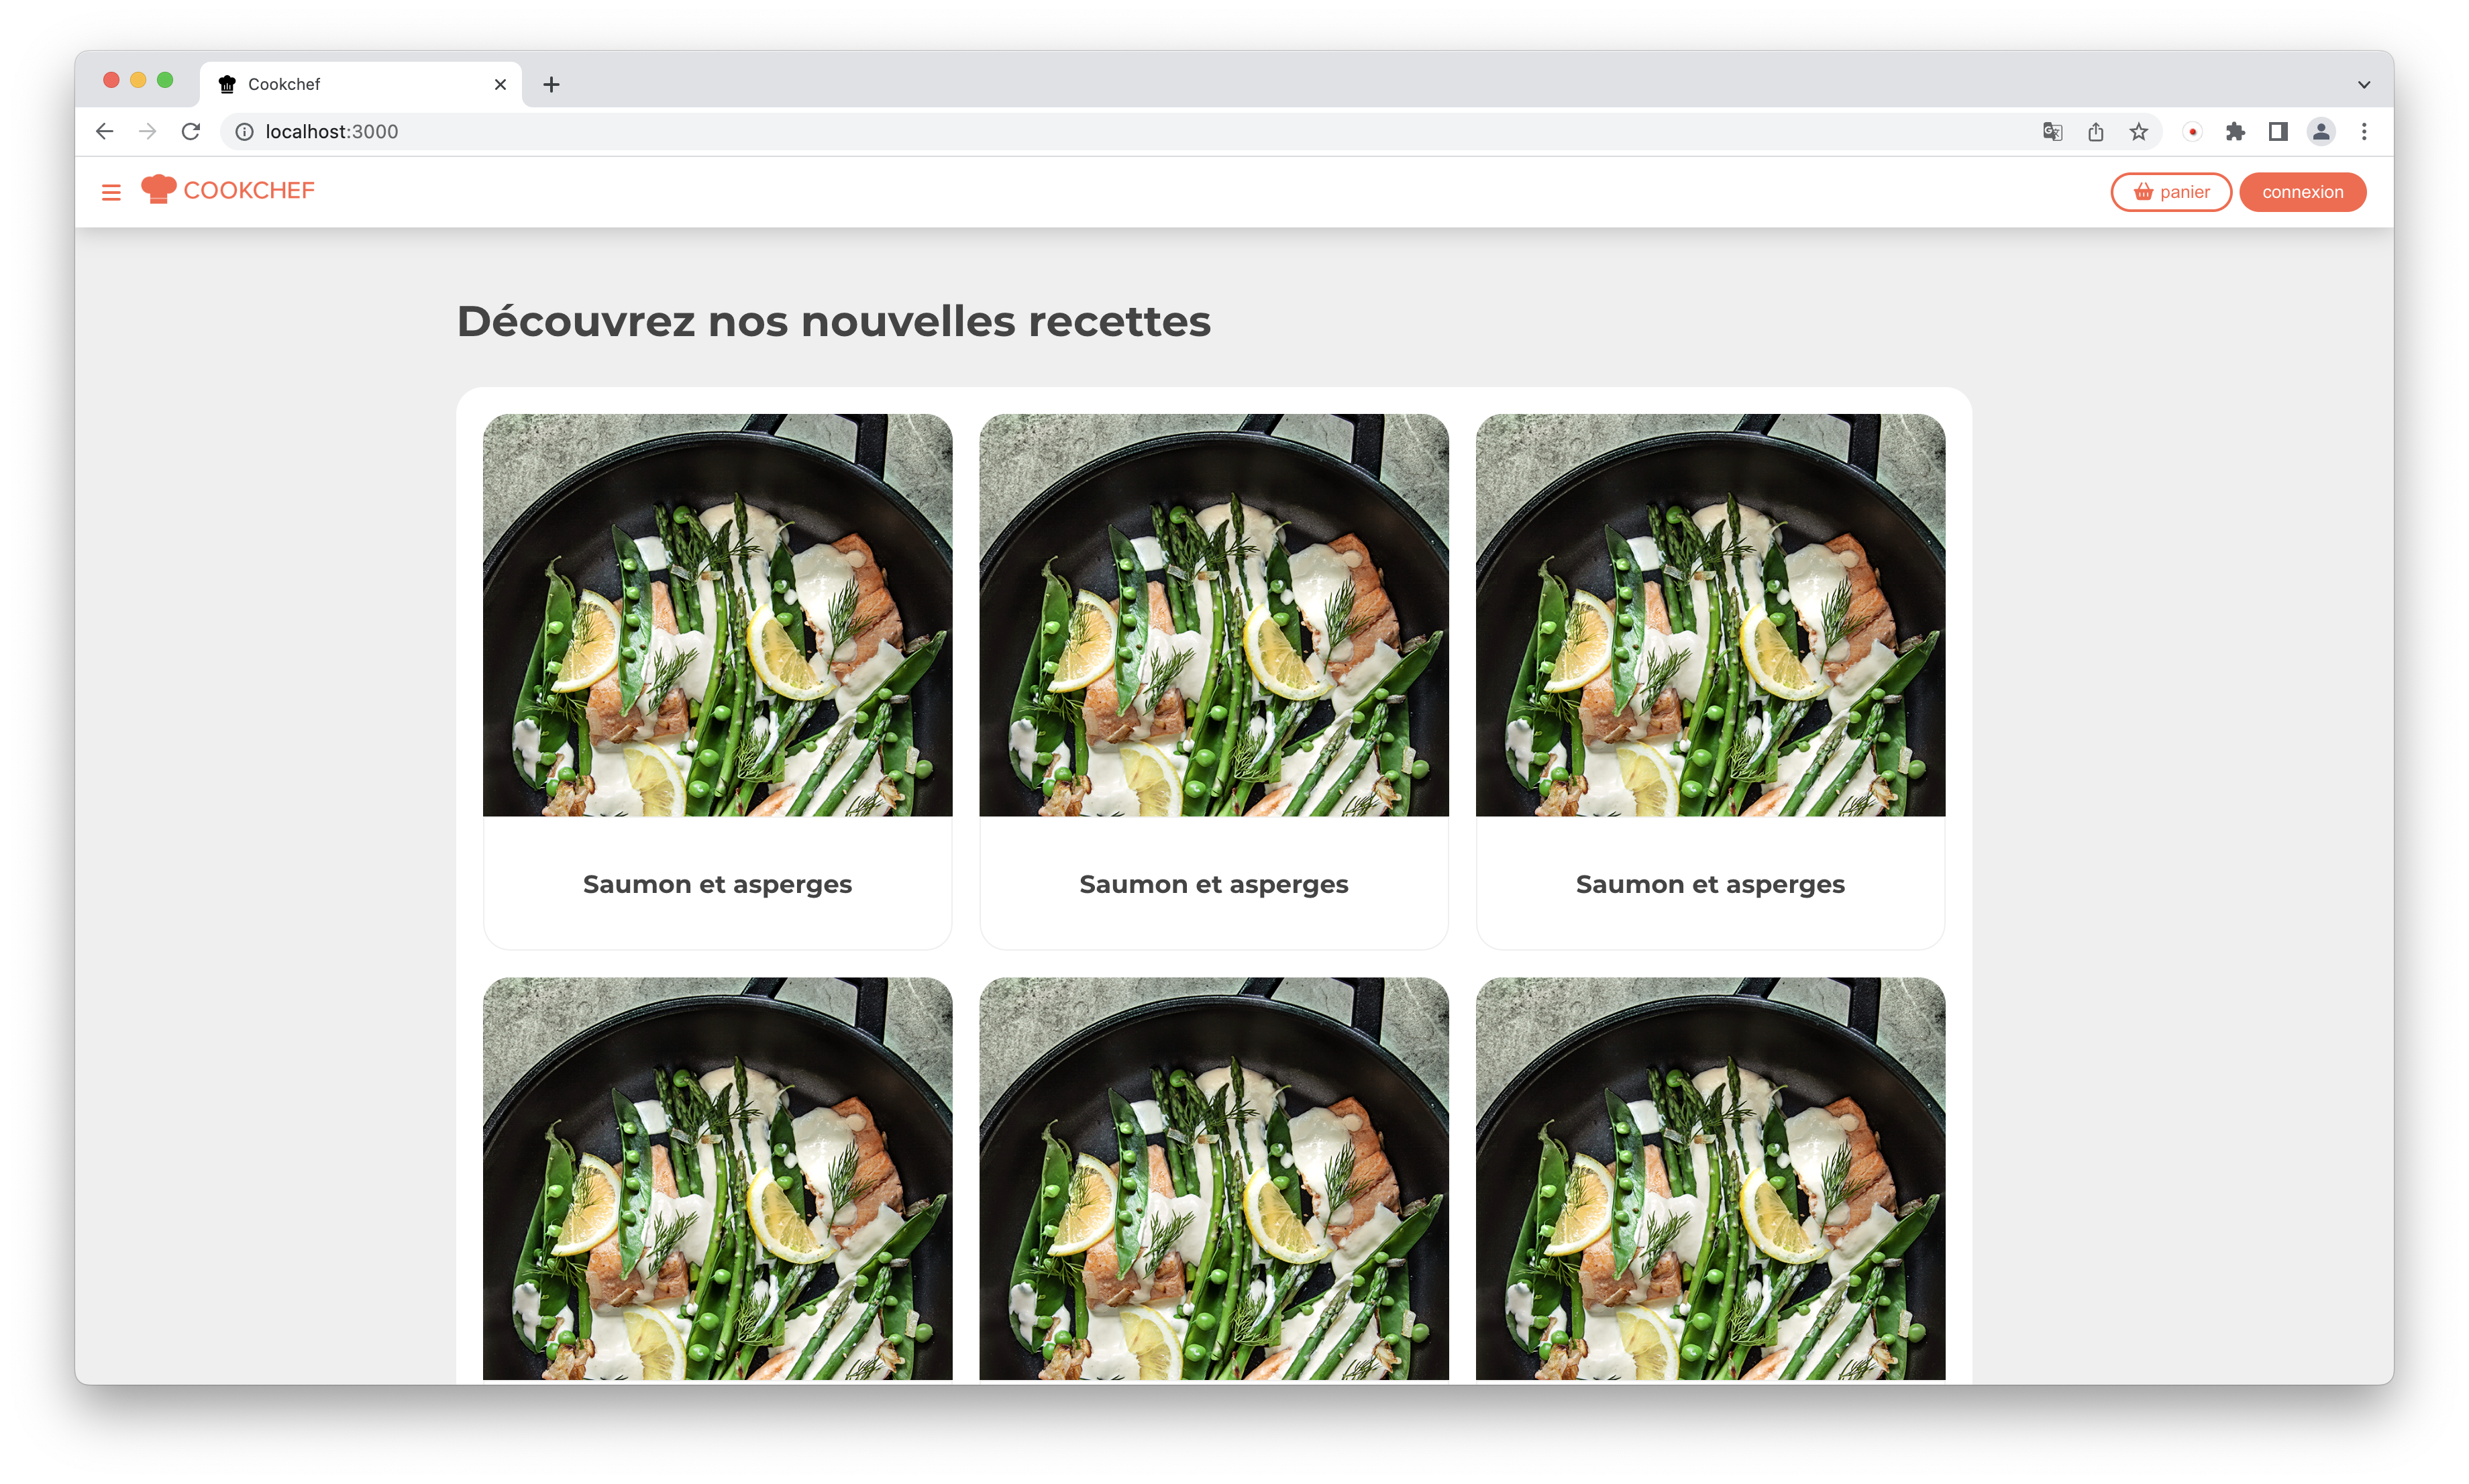 Cookchef
localhost:3000
COOKCHEF
panier
connexion
Découvrez nos nouvelles recettes
Saumon et asperges
Saumon et asperges
Saumon et asperges